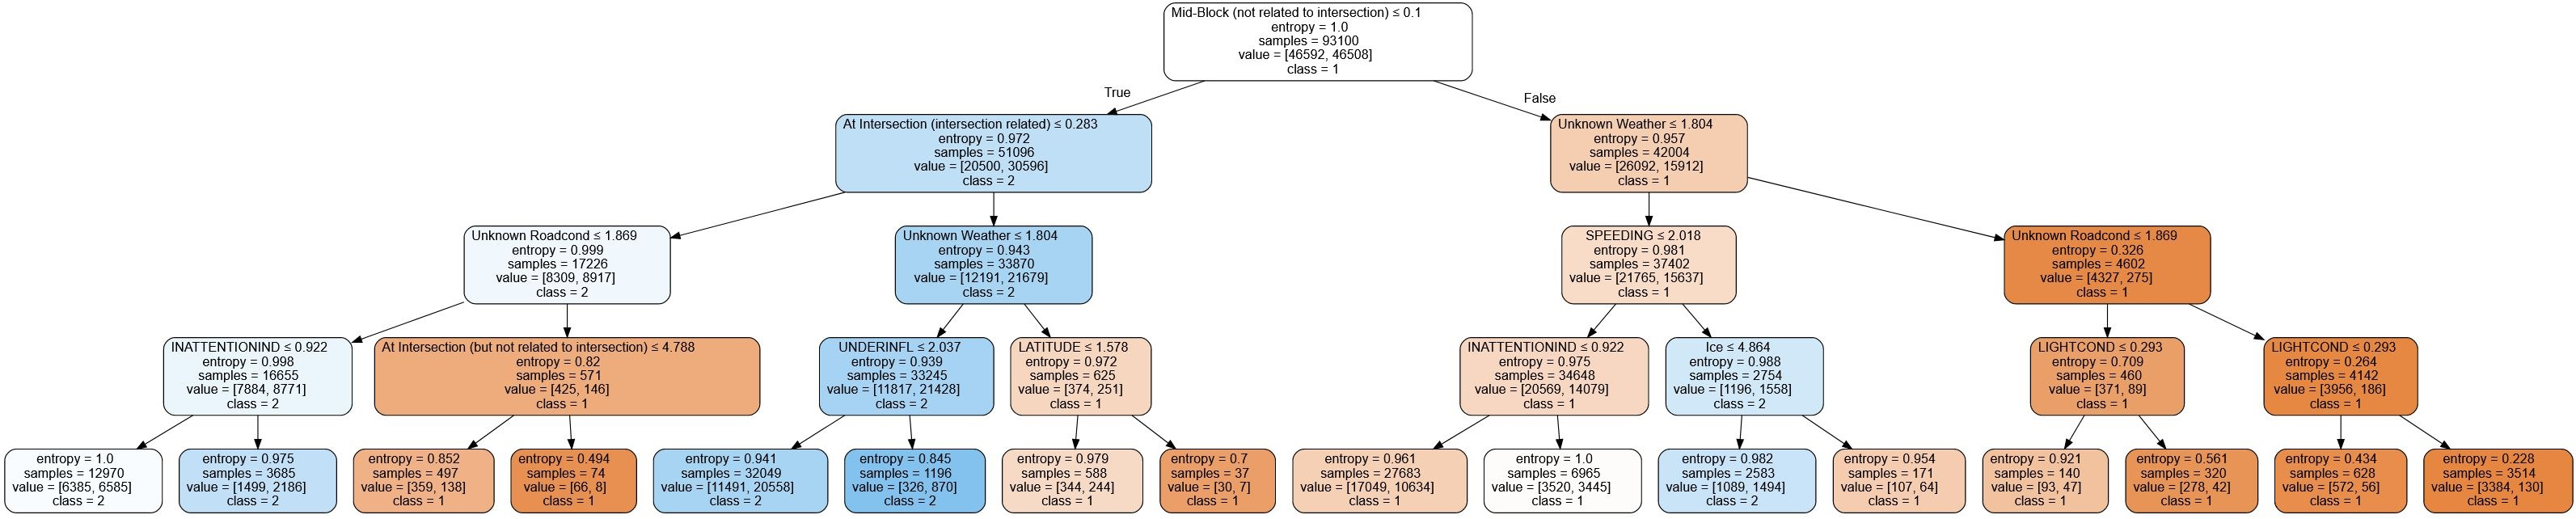 Mid-Block (not related to intersection) ≤ 0.1
entropy = 1.0
samples = 93100
value = [46592, 46508]
class = 1
True
False
At Intersection (intersection related) ≤ 0.283
entropy = 0.972
samples = 51096
value = [20500, 30596]
class = 2
Unknown Weather ≤ 1.804
entropy = 0.957
samples = 42004
value = [26092, 15912]
class = 1
Unknown Roadcond ≤ 1.869
entropy = 0.999
samples = 17226
value = [8309, 8917]
class = 2
Unknown Weather ≤ 1.804
entropy = 0.943
samples = 33870
value = [12191, 21679]
class = 2
SPEEDING ≤ 2.018
entropy = 0.981
samples = 37402
value = [21765, 15637]
class = 1
Unknown Roadcond ≤ 1.869
entropy = 0.326
samples = 4602
value = [4327, 275]
class = 1
INATTENTIONIND ≤ 0.922
entropy = 0.998
samples = 16655
value = [7884, 8771]
class = 2
At Intersection (but not related to intersection) ≤ 4.788
entropy = 0.82
samples = 571
value = [425, 146]
class = 1
UNDERINFL ≤ 2.037
entropy = 0.939
samples = 33245
value = [11817, 21428]
class = 2
LATITUDE ≤ 1.578
entropy = 0.972
samples = 625
value = [374, 251]
class = 1
INATTENTIONIND ≤ 0.922
entropy = 0.975
samples = 34648
value = [20569, 14079]
class = 1
Ice ≤ 4.864
entropy = 0.988
samples = 2754
value = [1196, 1558]
class = 2
LIGHTCOND ≤ 0.293
entropy = 0.709
samples = 460
value = [371, 89]
class = 1
LIGHTCOND ≤ 0.293
entropy = 0.264
samples = 4142
value = [3956, 186]
class = 1
entropy = 1.0
samples = 12970
value = [6385, 6585]
class = 2
entropy = 0.975
samples = 3685
value = [1499, 2186]
class = 2
entropy = 0.852
samples = 497
value = [359, 138]
class = 1
entropy = 0.494
samples = 74
value = [66, 8]
class = 1
entropy = 0.941
samples = 32049
value = [11491, 20558]
class = 2
entropy = 0.845
samples = 1196
value = [326, 870]
class = 2
entropy = 0.979
samples = 588
value = [344, 244]
class = 1
entropy = 0.7
samples = 37
value = [30, 7]
class = 1
entropy = 0.961
samples = 27683
value = [17049, 10634]
class = 1
entropy = 1.0
samples = 6965
value = [3520, 3445]
class = 1
entropy = 0.982
samples = 2583
value = [1089, 1494]
class = 2
entropy = 0.954
samples = 171
value = [107, 64]
class = 1
entropy = 0.921
samples = 140
value = [93, 47]
class = 1
entropy = 0.561
samples = 320
value = [278, 42]
class = 1
entropy = 0.434
samples = 628
value = [572, 56]
class = 1
entropy = 0.228
samples = 3514
value = [3384, 130]
class = 1